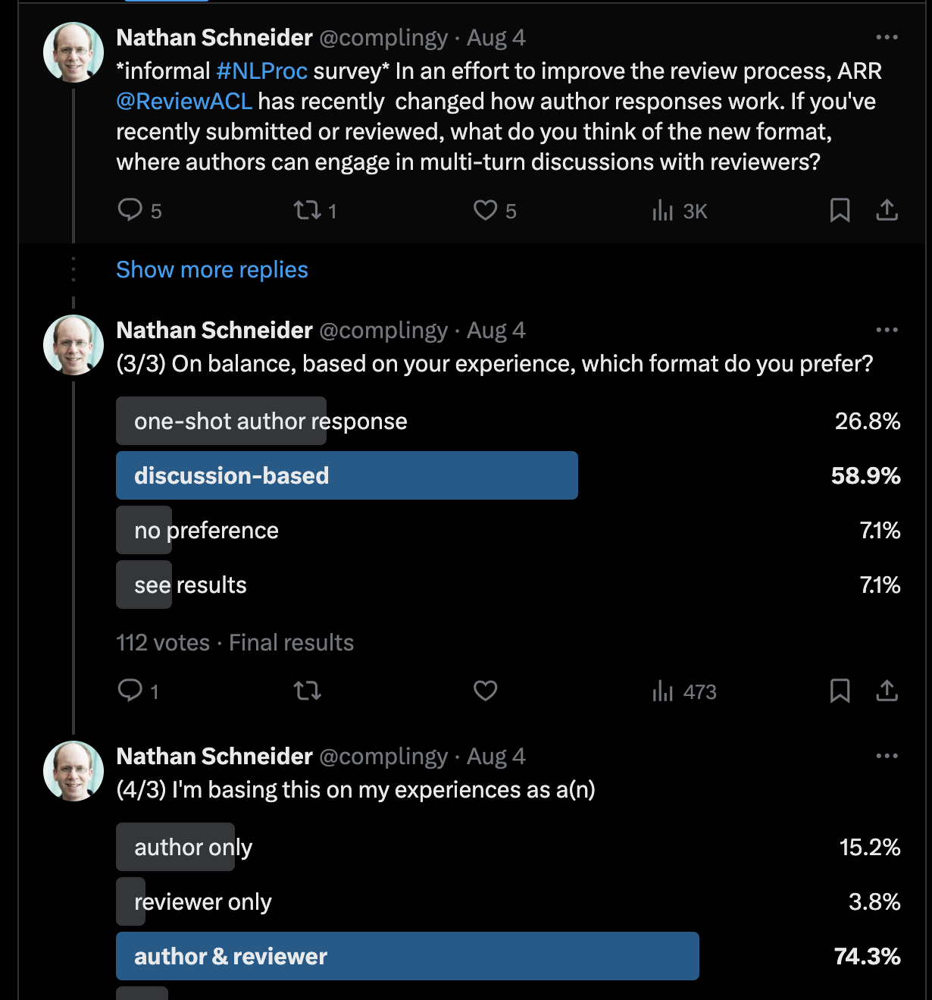 Nathan Schneider @complingy · Aug 4
*informal #NLProc survey* In an effort to improve the review process, ARR
@ReviewACL has recently  changed how author responses work. If you've
recently submitted or reviewed, what do you think of the new format,
where authors can engage in multi-turn discussions with reviewers?
5 1 5 3K
Show more replies
Nathan Schneider @complingy · Aug 4
(3/3) On balance, based on your experience, which format do you prefer?
one-shot author response 26.8%
discussion-based 58.9%
no preference 7.1%
see results 7.1%
112 votes · Final results
1 473
Nathan Schneider @complingy · Aug 4
(4/3) I'm basing this on my experiences as a(n)
author only 15.2%
reviewer only 3.8%
author & reviewer 74.3%